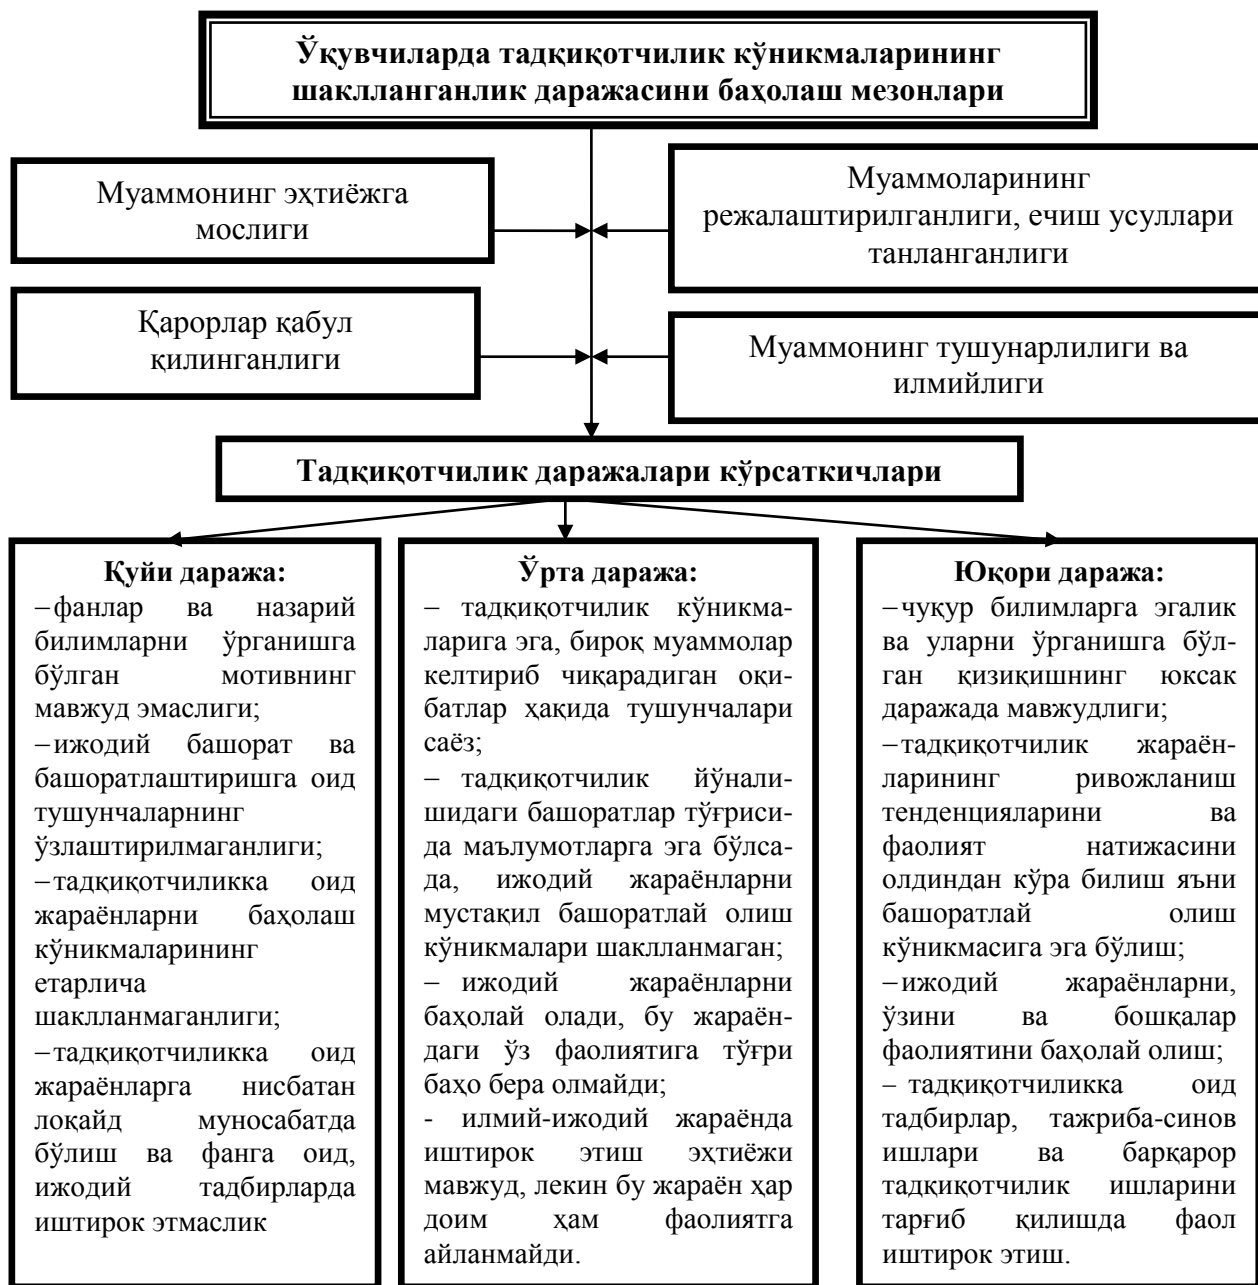 Ўқувчиларда тадқиқотчилик кўникмаларининг
шаклланганлик даражасини баҳолаш мезонлари
Муаммонинг эҳтиёжга
мослиги
Муаммоларининг
режалаштирилганлиги, ечиш усуллари
танланганлиги
Қарорлар қабул
қилинганлиги
Муаммонинг тушунарлилиги ва
илмийлиги
Тадқиқотчилик даражалари кўрсаткичлари
Қуйи даража:
–фанлар ва назарий
билимларни ўрганишга
бўлган мотивнинг
мавжуд эмаслиги;
–ижодий башорат ва
башоратлаштиришга оид
тушунчаларнинг
ўзлаштирилмаганлиги;
–тадқиқотчиликка оид
жараёнларни баҳолаш
кўникмаларининг
етарлича
шаклланмаганлиги;
–тадқиқотчиликка оид
жараёнларга нисбатан
лоқайд муносабатда
бўлиш ва фанга оид,
ижодий тадбирларда
иштирок этмаслик
Ўрта даража:
– тадқиқотчилик кўникма-
ларига эга, бироқ муаммолар
келтириб чиқарадиган оқи-
батлар ҳақида тушунчалари
саёз;
– тадқиқотчилик йўнали-
шидаги башоратлар тўғриси-
да маълумотларга эга бўлса-
да, ижодий жараёнларни
мустақил башоратлай олиш
кўникмалари шаклланмаган;
– ижодий жараёнларни
баҳолай олади, бу жараён-
даги ўз фаолиятига тўғри
баҳо бера олмайди;
- илмий-ижодий жараёнда
иштирок этиш эҳтиёжи
мавжуд, лекин бу жараён ҳар
доим ҳам фаолиятга
айланмайди.
Юқори даража:
–чуқур билимларга эгалик
ва уларни ўрганишга бўл-
ган қизиқишнинг юксак
даражада мавжудлиги;
–тадқиқотчилик жараён-
ларининг ривожланиш
тенденцияларини ва
фаолият натижасини
олдиндан кўра билиш яъни
башоратлай олиш
кўникмасига эга бўлиш;
–ижодий жараёнларни,
ўзини ва бошқалар
фаолиятини баҳолай олиш;
– тадқиқотчиликка оид
тадбирлар, тажриба-синов
ишлари ва барқарор
тадқиқотчилик ишларини
тарғиб қилишда фаол
иштирок этиш.